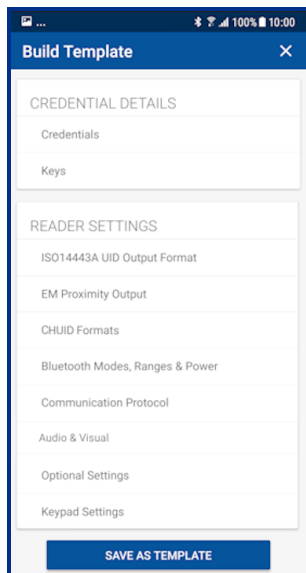 ... 100% 10:00
Build Template ×
CREDENTIAL DETAILS
Credentials
Keys
READER SETTINGS
ISO14443A UID Output Format
EM Proximity Output
CHUID Formats
Bluetooth Modes, Ranges & Power
Communication Protocol
Audio & Visual
Optional Settings
Keypad Settings
SAVE AS TEMPLATE